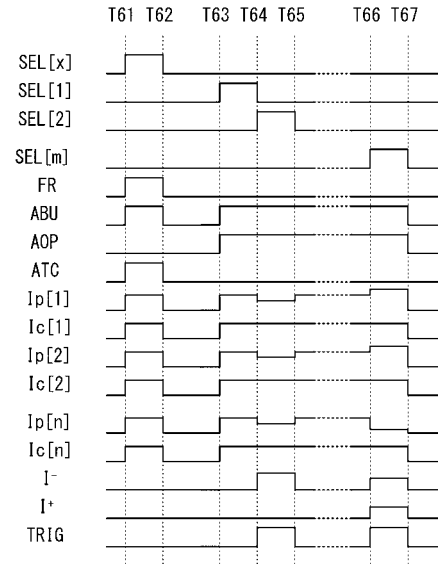 T61 T62 T63 T64 T65 T66 T67
SEL[x]
SEL[1]
SEL[2]
SEL[m]
FR
ABU
AOP
ATC
Ip[1]
Ic[1]
Ip[2]
Ic[2]
Ip[n]
Ic[n]
I⁻
I⁺
TRIG